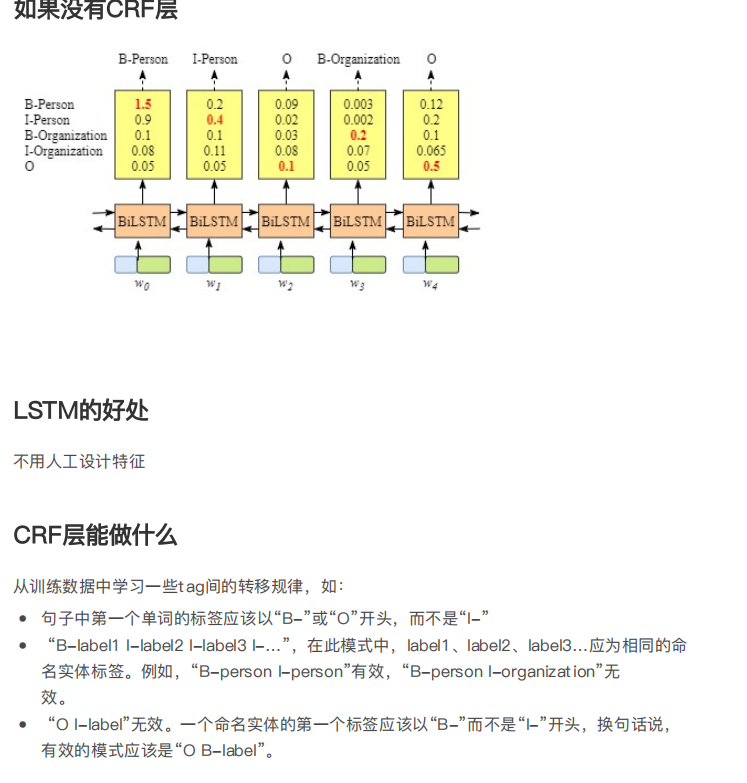 如果没有CRF层
B-Person I-Person O B-Organization O
B-Person 1.5 0.2 0.09 0.003 0.12
I-Person 0.9 0.4 0.02 0.002 0.2
B-Organization 0.1 0.1 0.03 0.2 0.1
I-Organization 0.08 0.11 0.08 0.07 0.065
O 0.05 0.05 0.1 0.05 0.5
BiLSTM BiLSTM BiLSTM BiLSTM BiLSTM
w0 w1 w2 w3 w4
LSTM的好处
不用人工设计特征
CRF层能做什么
从训练数据中学习一些tag间的转移规律，如：
• 句子中第一个单词的标签应该以“B-”或“O”开头，而不是“I-”
• “B-label1 I-label2 I-label3 I-…”，在此模式中，label1、label2、label3…应为相同的命
名实体标签。例如，“B-person I-person”有效，“B-person I-organization”无
效。
• “O I-label”无效。一个命名实体的第一个标签应该以“B-”而不是“I-”开头，换句话说，
有效的模式应该是“O B-label”。